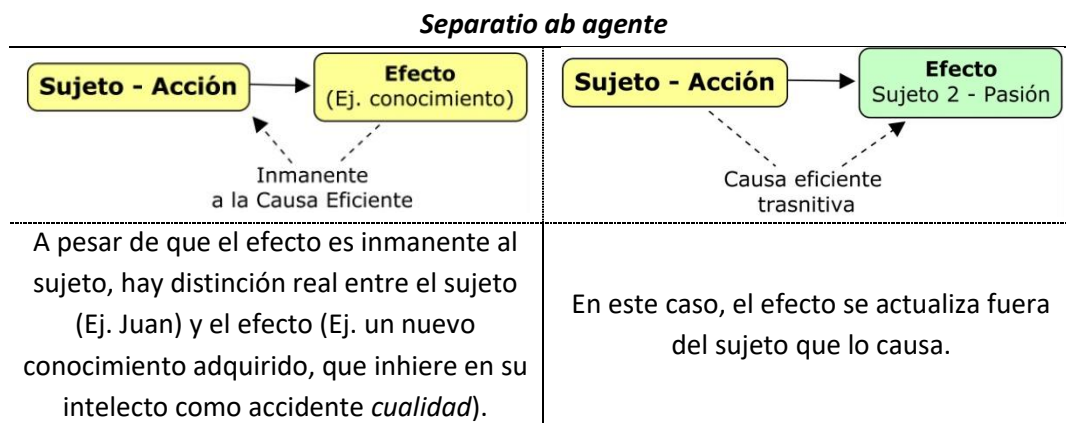 Separatio ab agente
Sujeto - Acción
Efecto
(Ej. conocimiento)
Inmanente
a la Causa Eficiente
Sujeto - Acción
Efecto
Sujeto 2 - Pasión
Causa eficiente
trasnitiva
A pesar de que el efecto es inmanente al
sujeto, hay distinción real entre el sujeto
(Ej. Juan) y el efecto (Ej. un nuevo
conocimiento adquirido, que inhiere en su
intelecto como accidente cualidad).
En este caso, el efecto se actualiza fuera
del sujeto que lo causa.